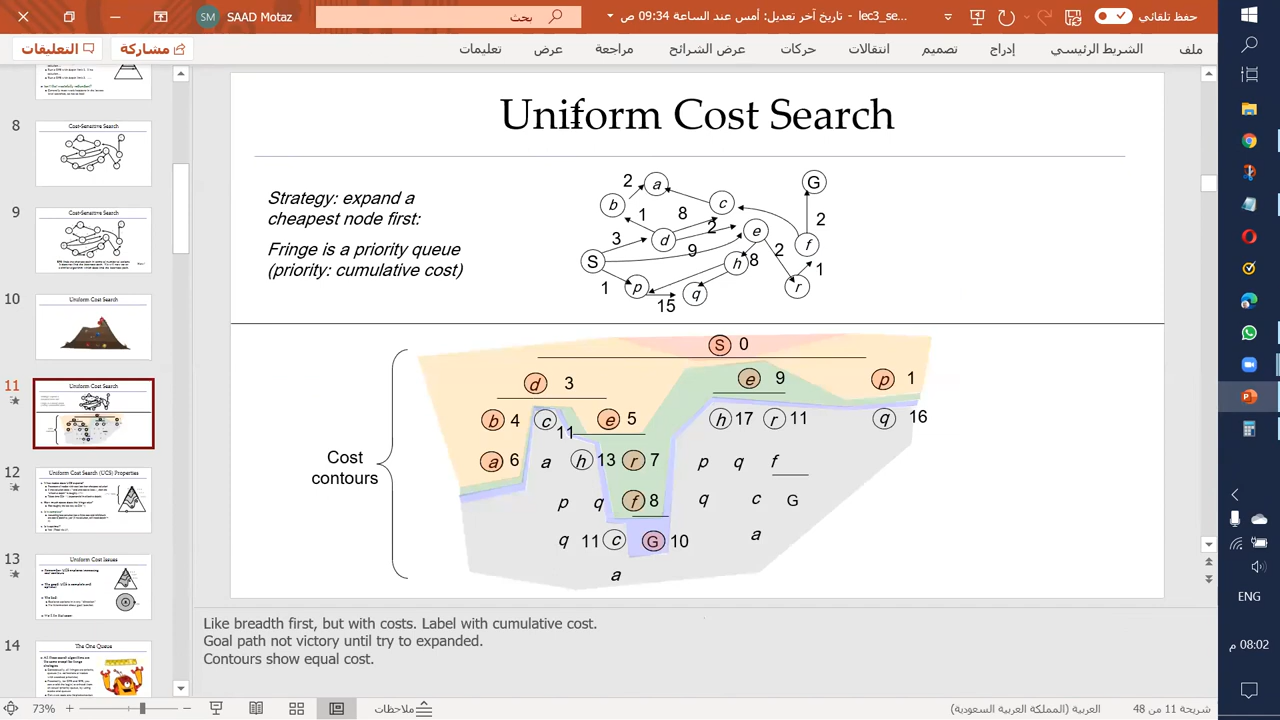 حفظ تلقائي
lec3_se... - تاريخ آخر تعديل: أمس عند الساعة 09:34 ص
بحث
SAAD Motaz
SM
ملف
الشريط الرئيسي
إدراج
تصميم
انتقالات
حركات
عرض الشرائح
مراجعة
عرض
تعليمات
مشاركة
التعليقات
8
Cost-Sensitive Search
9
Cost-Sensitive Search
10
Uniform Cost Search
11
Uniform Cost Search
12
Uniform Cost Search (UCS) Properties
13
Uniform Cost Issues
14
The One Queue
Uniform Cost Search
Strategy: expand a
cheapest node first:
Fringe is a priority queue
(priority: cumulative cost)
2 a G
b c
1 8 2
3 d 2 e f
S 9 h 8 2
1 p q r 1
15
S 0
d 3 e 9 p 1
b 4 c 11 e 5 h 17 r 11 q 16
a 6 a h 13 r 7 p q f
p q f 8 q c G
q 11 c G 10 a
a
Cost
contours
Like breadth first, but with costs. Label with cumulative cost.
Goal path not victory until try to expanded.
Contours show equal cost.
73%
ملاحظات
العربية (المملكة العربية السعودية)
شريحة 11 من 48
ENG
08:02 م